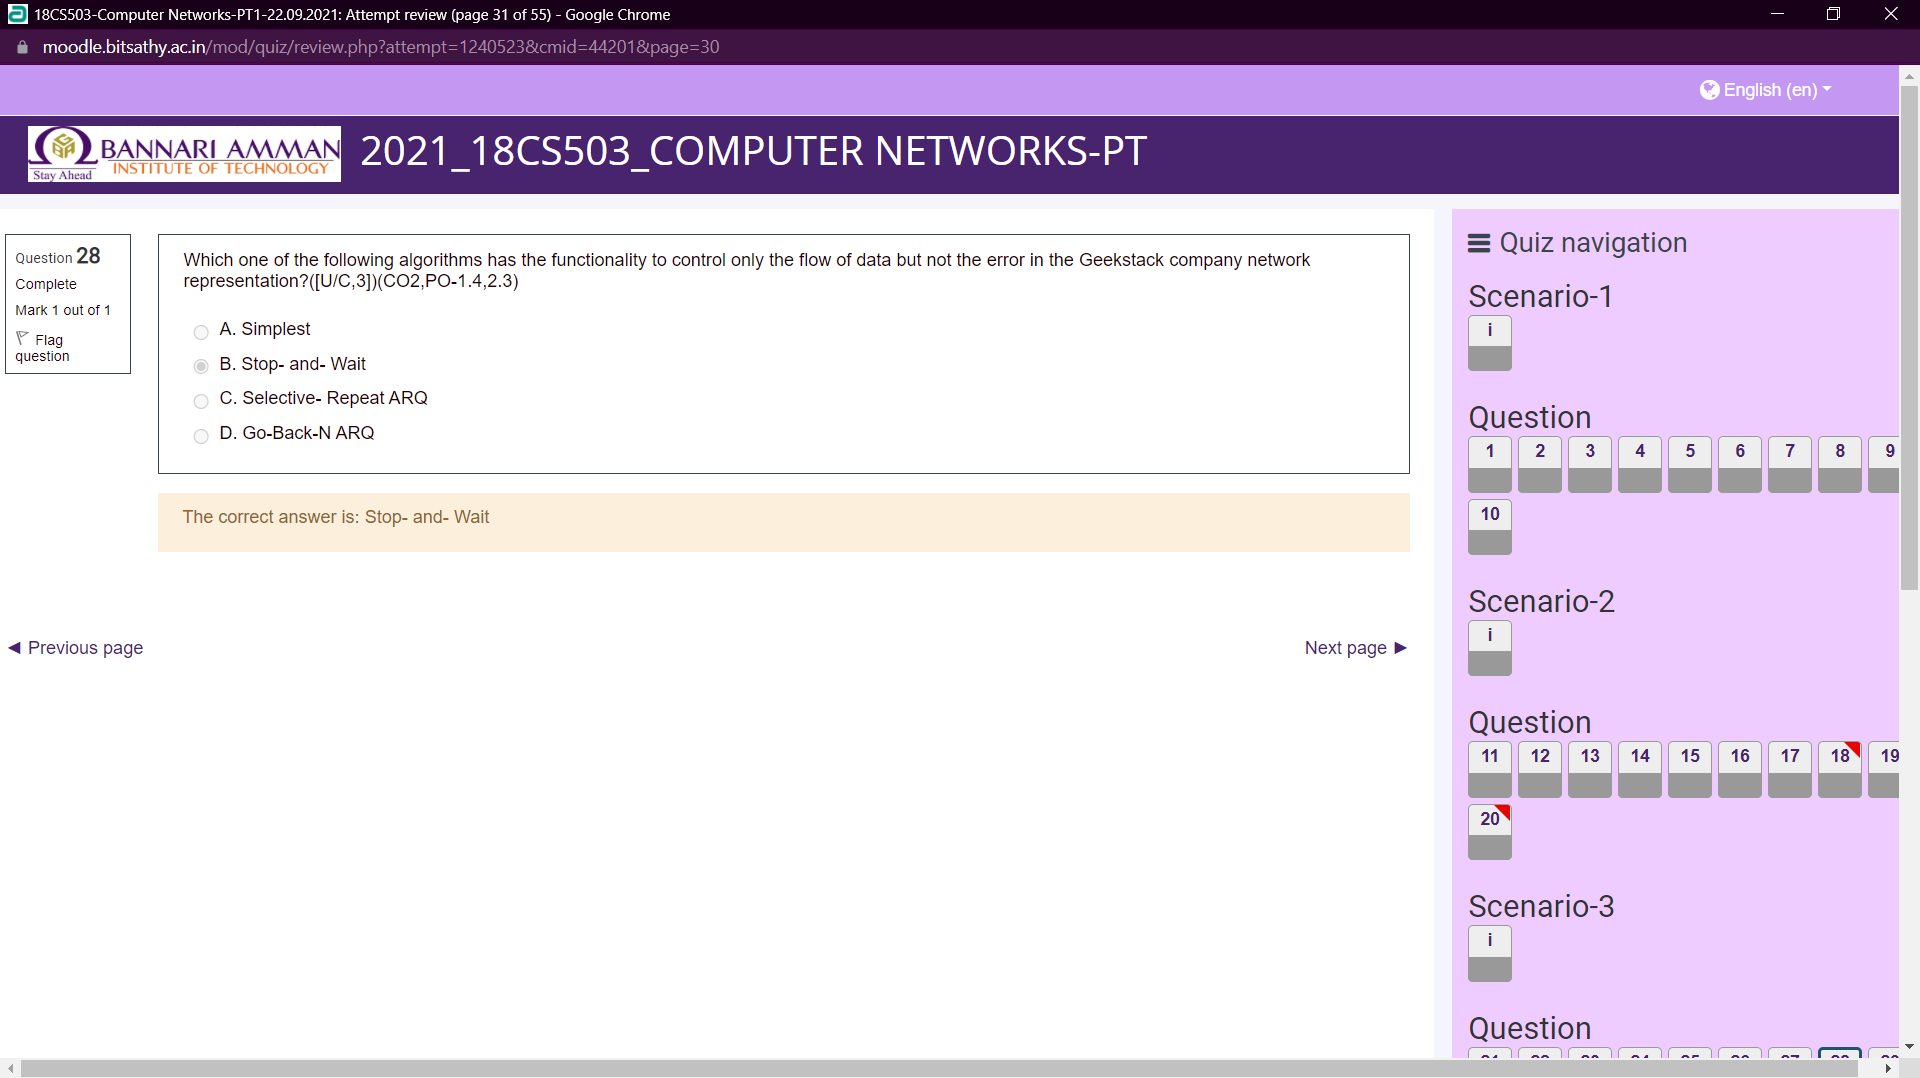 18CS503-Computer Networks-PT1-22.09.2021: Attempt review (page 31 of 55) - Google Chrome
moodle.bitsathy.ac.in/mod/quiz/review.php?attempt=1240523&cmid=44201&page=30
English (en)
BANNARI AMMAN
INSTITUTE OF TECHNOLOGY
Stay Ahead
2021_18CS503_COMPUTER NETWORKS-PT
Question 28
Complete
Mark 1 out of 1
Flag
question
Which one of the following algorithms has the functionality to control only the flow of data but not the error in the Geekstack company network
representation?([U/C,3])(CO2,PO-1.4,2.3)
A. Simplest
B. Stop- and- Wait
C. Selective- Repeat ARQ
D. Go-Back-N ARQ
The correct answer is: Stop- and- Wait
◄ Previous page
Next page ►
Quiz navigation
Scenario-1
i
Question
1 2 3 4 5 6 7 8 9
10
Scenario-2
i
Question
11 12 13 14 15 16 17 18 19
20
Scenario-3
i
Question